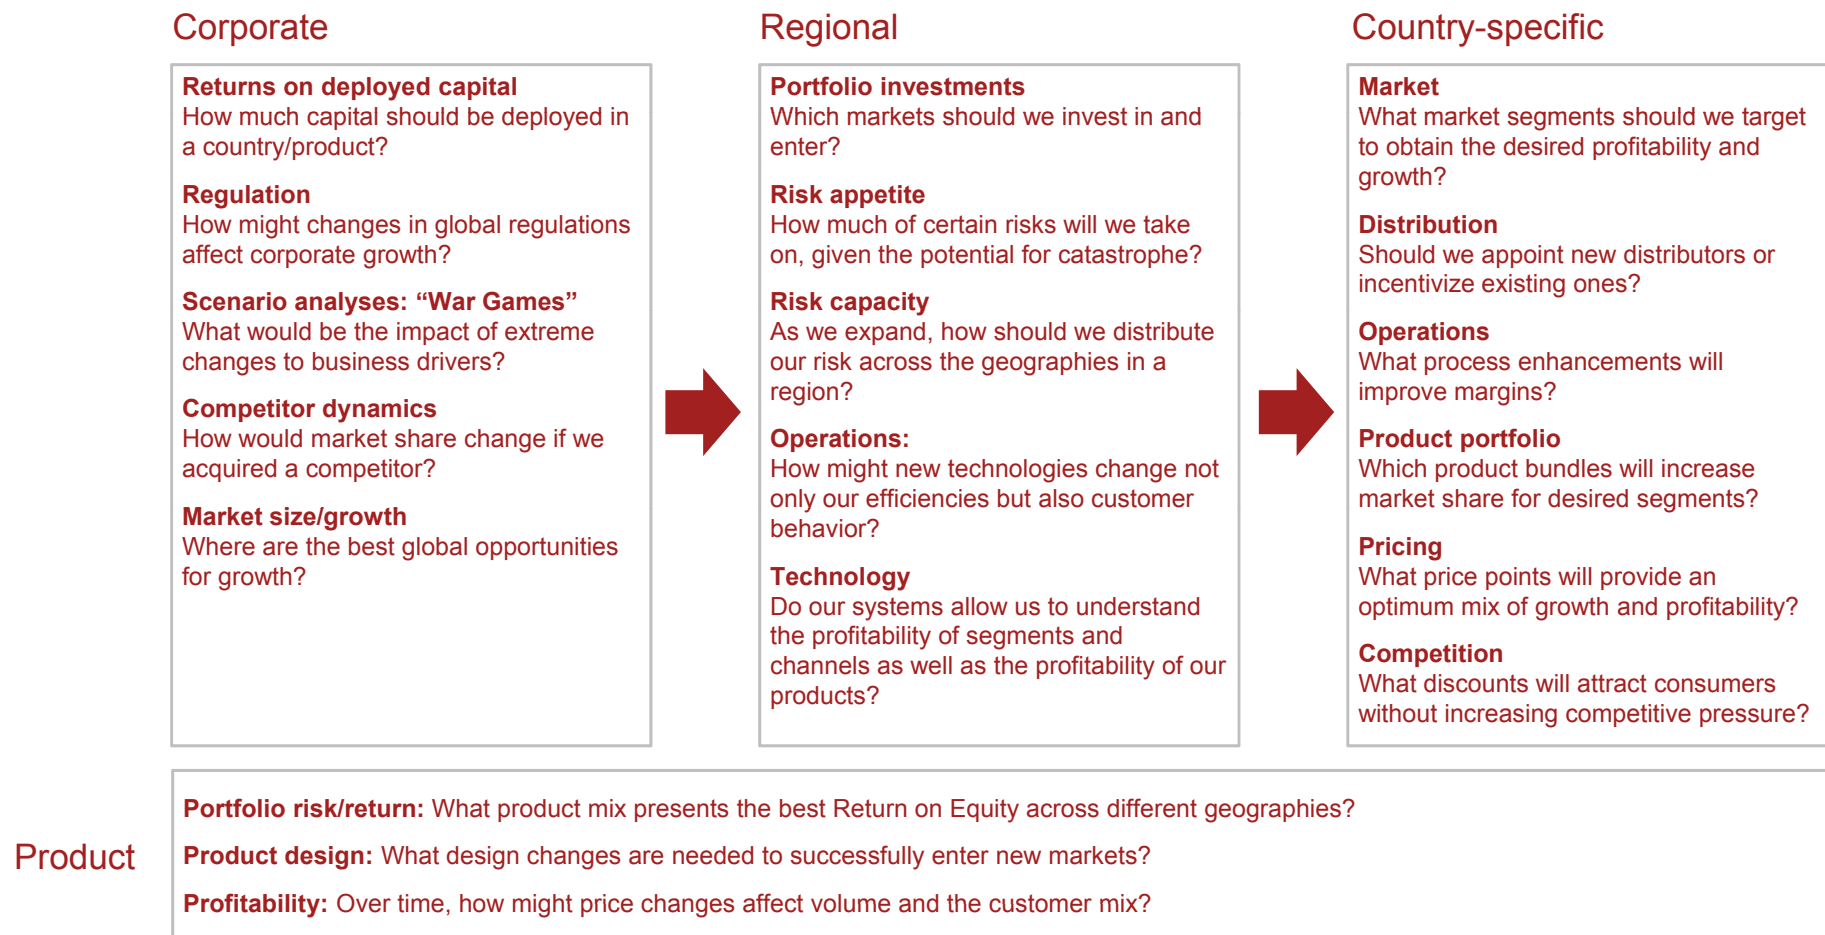 Corporate
Returns on deployed capital
How much capital should be deployed in
a country/product?
Regulation
How might changes in global regulations
affect corporate growth?
Scenario analyses: “War Games”
What would be the impact of extreme
changes to business drivers?
Competitor dynamics
How would market share change if we
acquired a competitor?
Market size/growth
Where are the best global opportunities
for growth?
Regional
Portfolio investments
Which markets should we invest in and
enter?
Risk appetite
How much of certain risks will we take
on, given the potential for catastrophe?
Risk capacity
As we expand, how should we distribute
our risk across the geographies in a
region?
Operations:
How might new technologies change not
only our efficiencies but also customer
behavior?
Technology
Do our systems allow us to understand
the profitability of segments and
channels as well as the profitability of our
products?
Country-specific
Market
What market segments should we target
to obtain the desired profitability and
growth?
Distribution
Should we appoint new distributors or
incentivize existing ones?
Operations
What process enhancements will
improve margins?
Product portfolio
Which product bundles will increase
market share for desired segments?
Pricing
What price points will provide an
optimum mix of growth and profitability?
Competition
What discounts will attract consumers
without increasing competitive pressure?
Product
Portfolio risk/return: What product mix presents the best Return on Equity across different geographies?
Product design: What design changes are needed to successfully enter new markets?
Profitability: Over time, how might price changes affect volume and the customer mix?